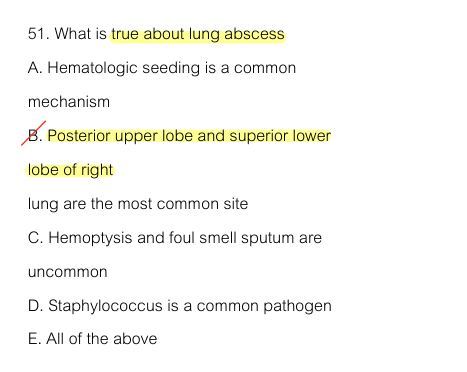 51. What is true about lung abscess
A. Hematologic seeding is a common
mechanism
B. Posterior upper lobe and superior lower
lobe of right
lung are the most common site
C. Hemoptysis and foul smell sputum are
uncommon
D. Staphylococcus is a common pathogen
E. All of the above